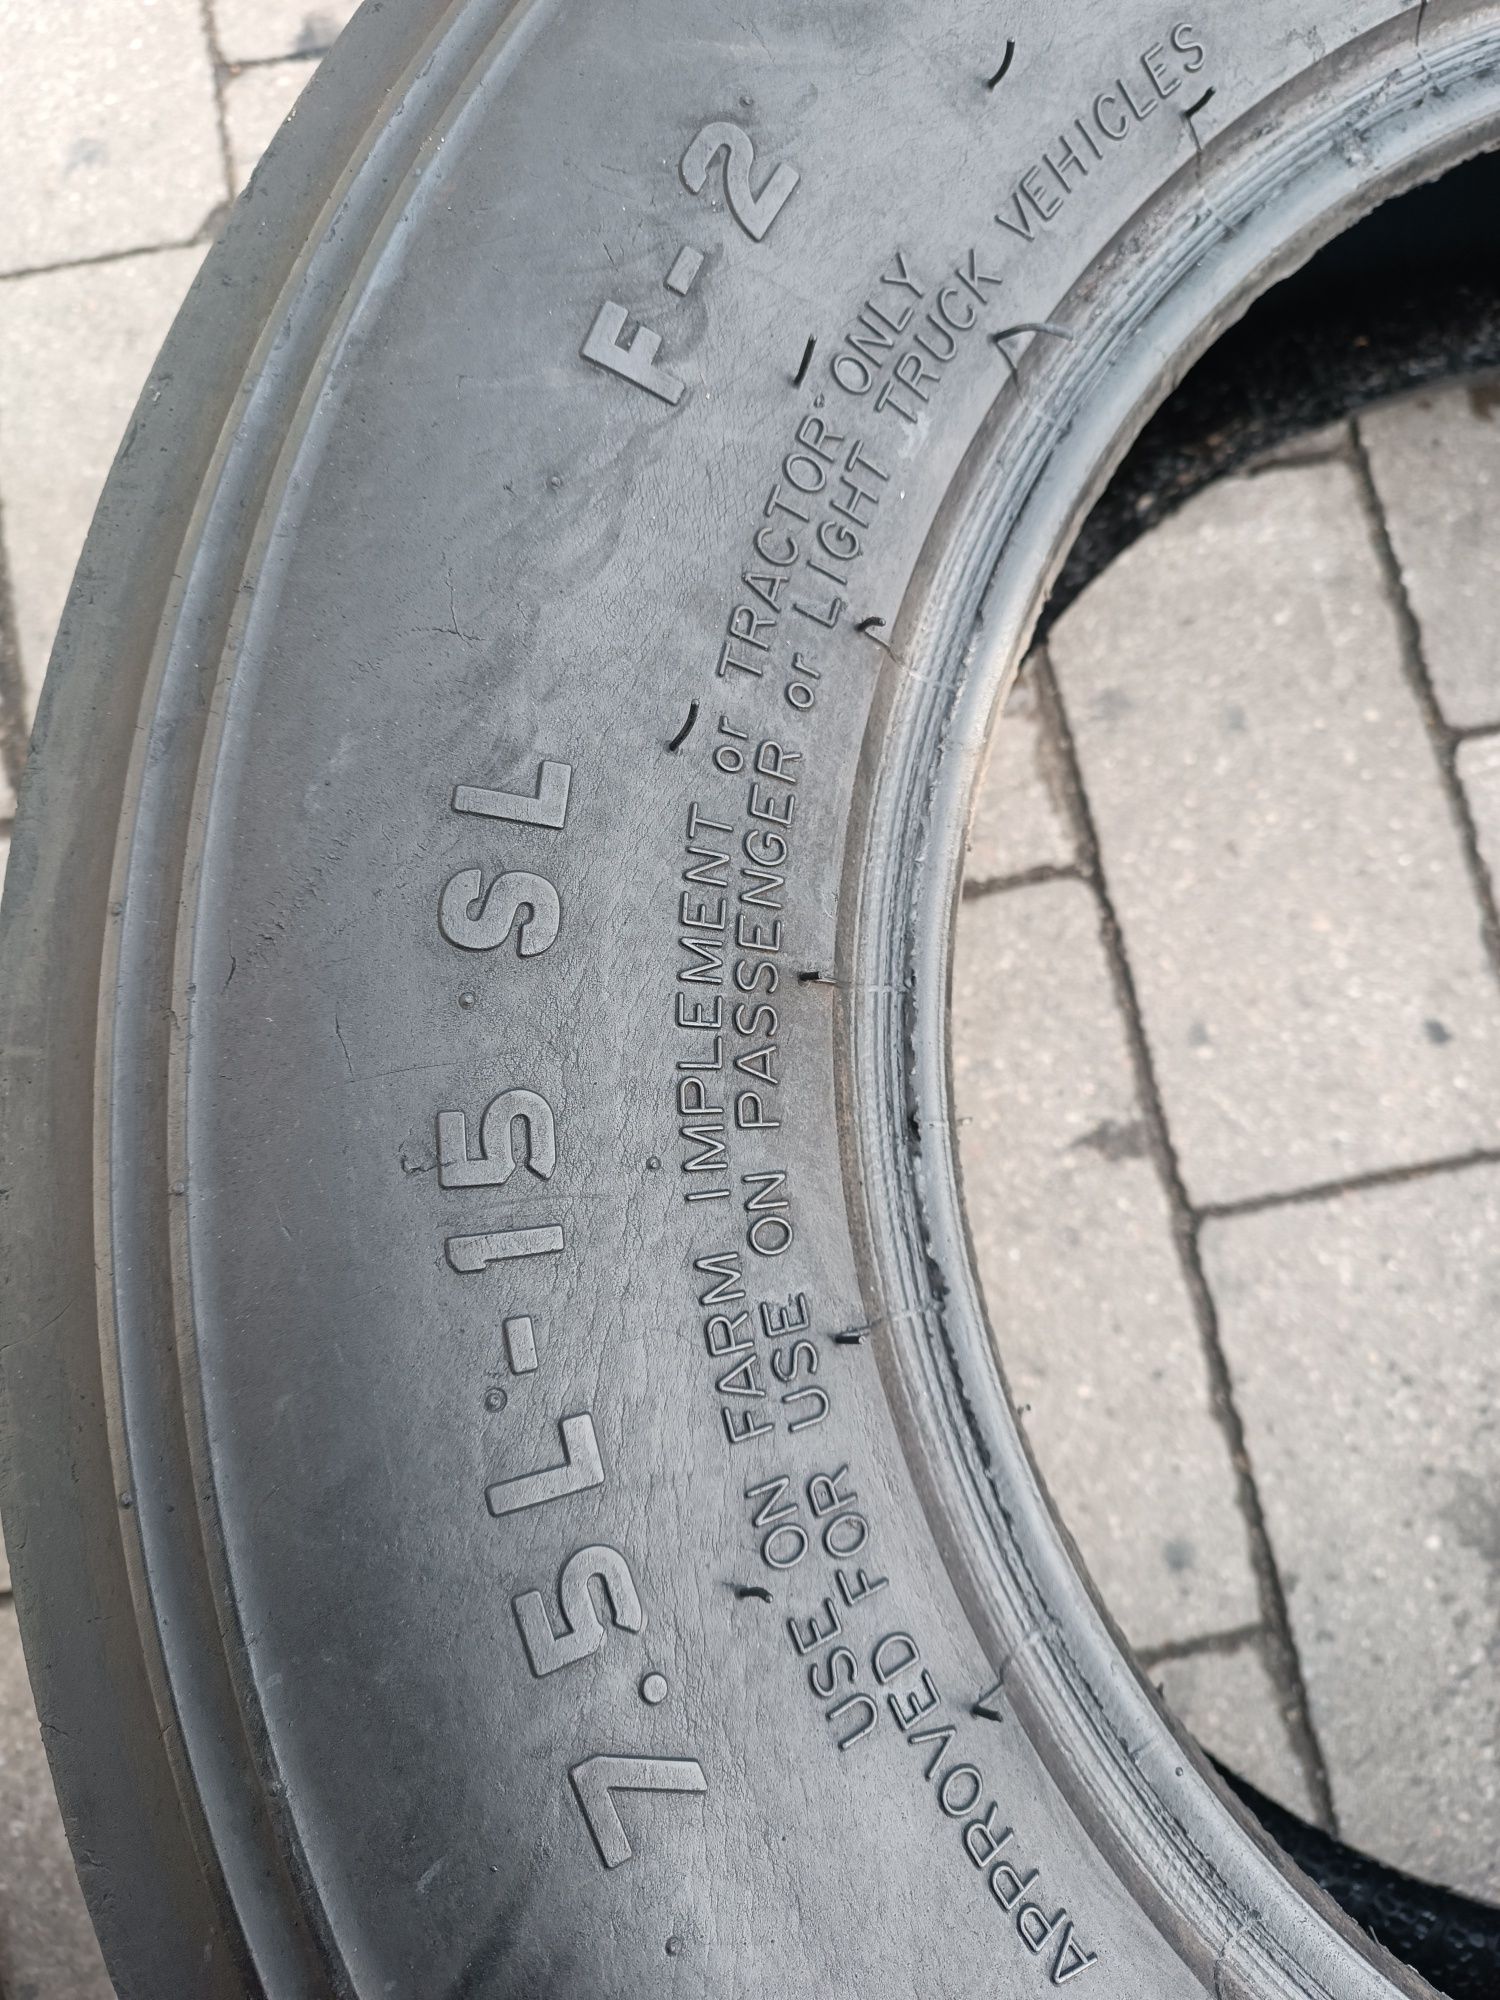 7.5L-15 SL F-2
USE ON FARM IMPLEMENT or TRACTOR ONLY
APPROVED FOR USE ON PASSENGER or LIGHT TRUCK VEHICLES